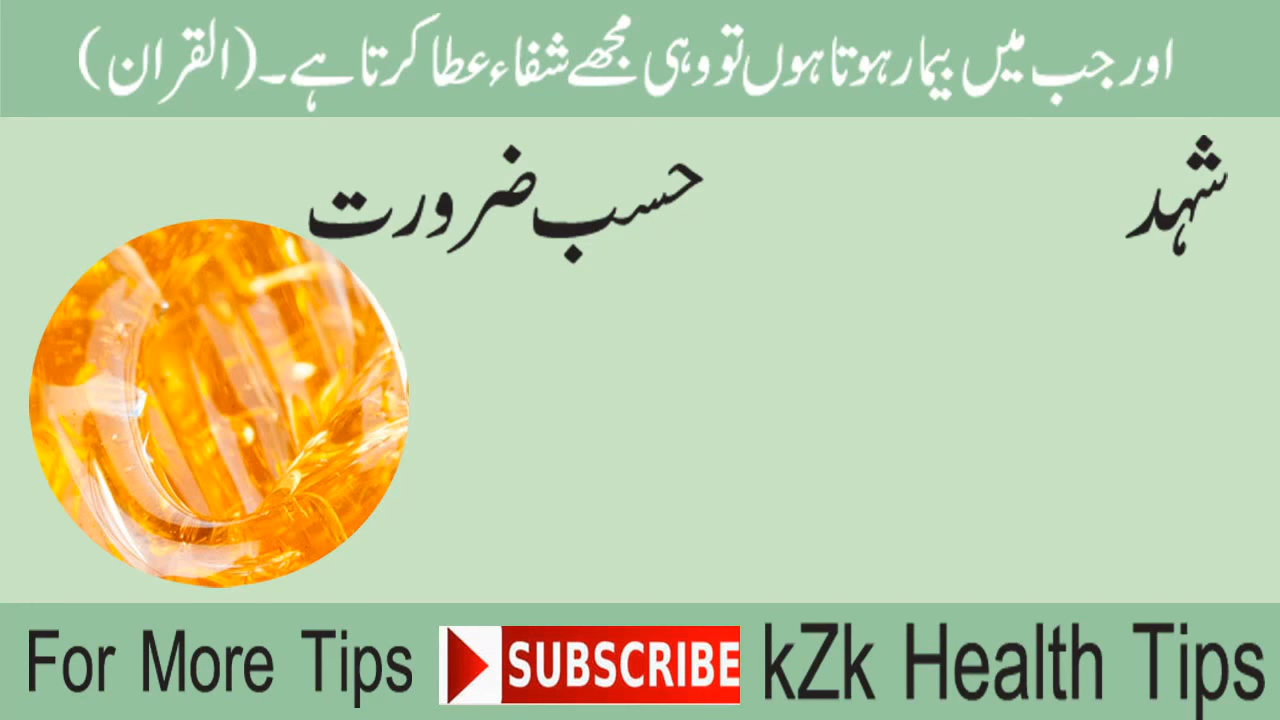 اور جب میں بیمار ہوتا ہوں تو وہی مجھے شفاء عطا کرتا ہے۔ (القران)
شہد حسب ضرورت
For More Tips SUBSCRIBE kZk Health Tips